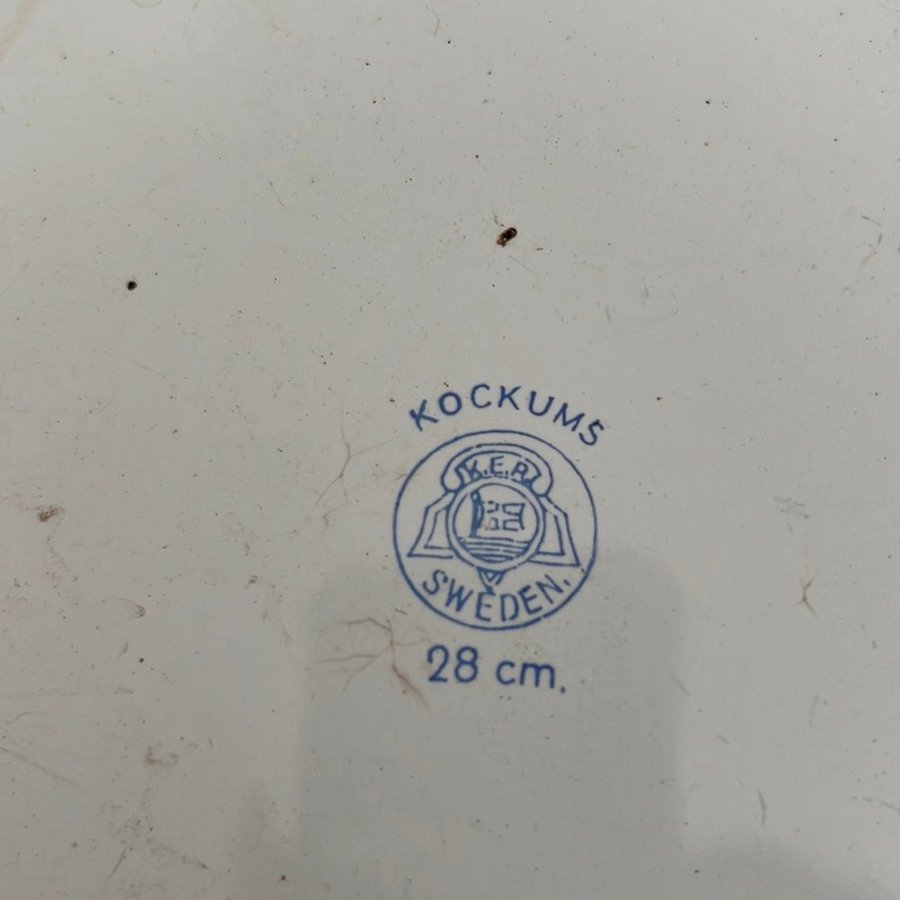 KOCKUMS
K.E.R.
SWEDEN.
28 cm.